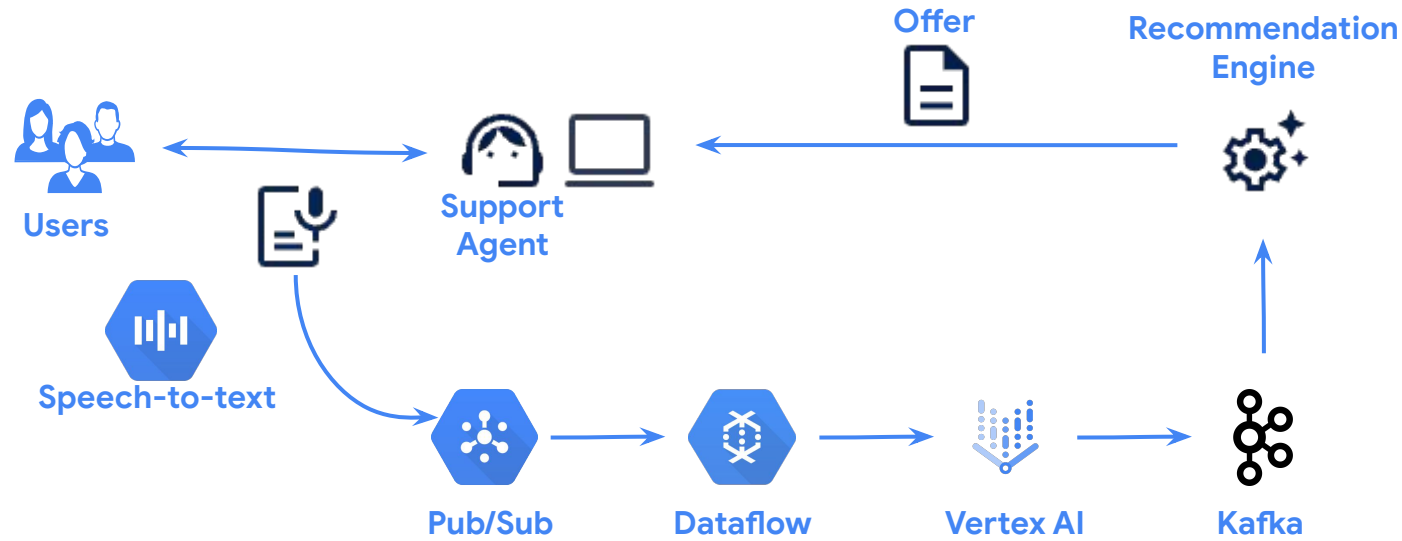 Offer
Recommendation
Engine
Users
Support
Agent
Speech-to-text
Pub/Sub
Dataflow
Vertex AI
Kafka